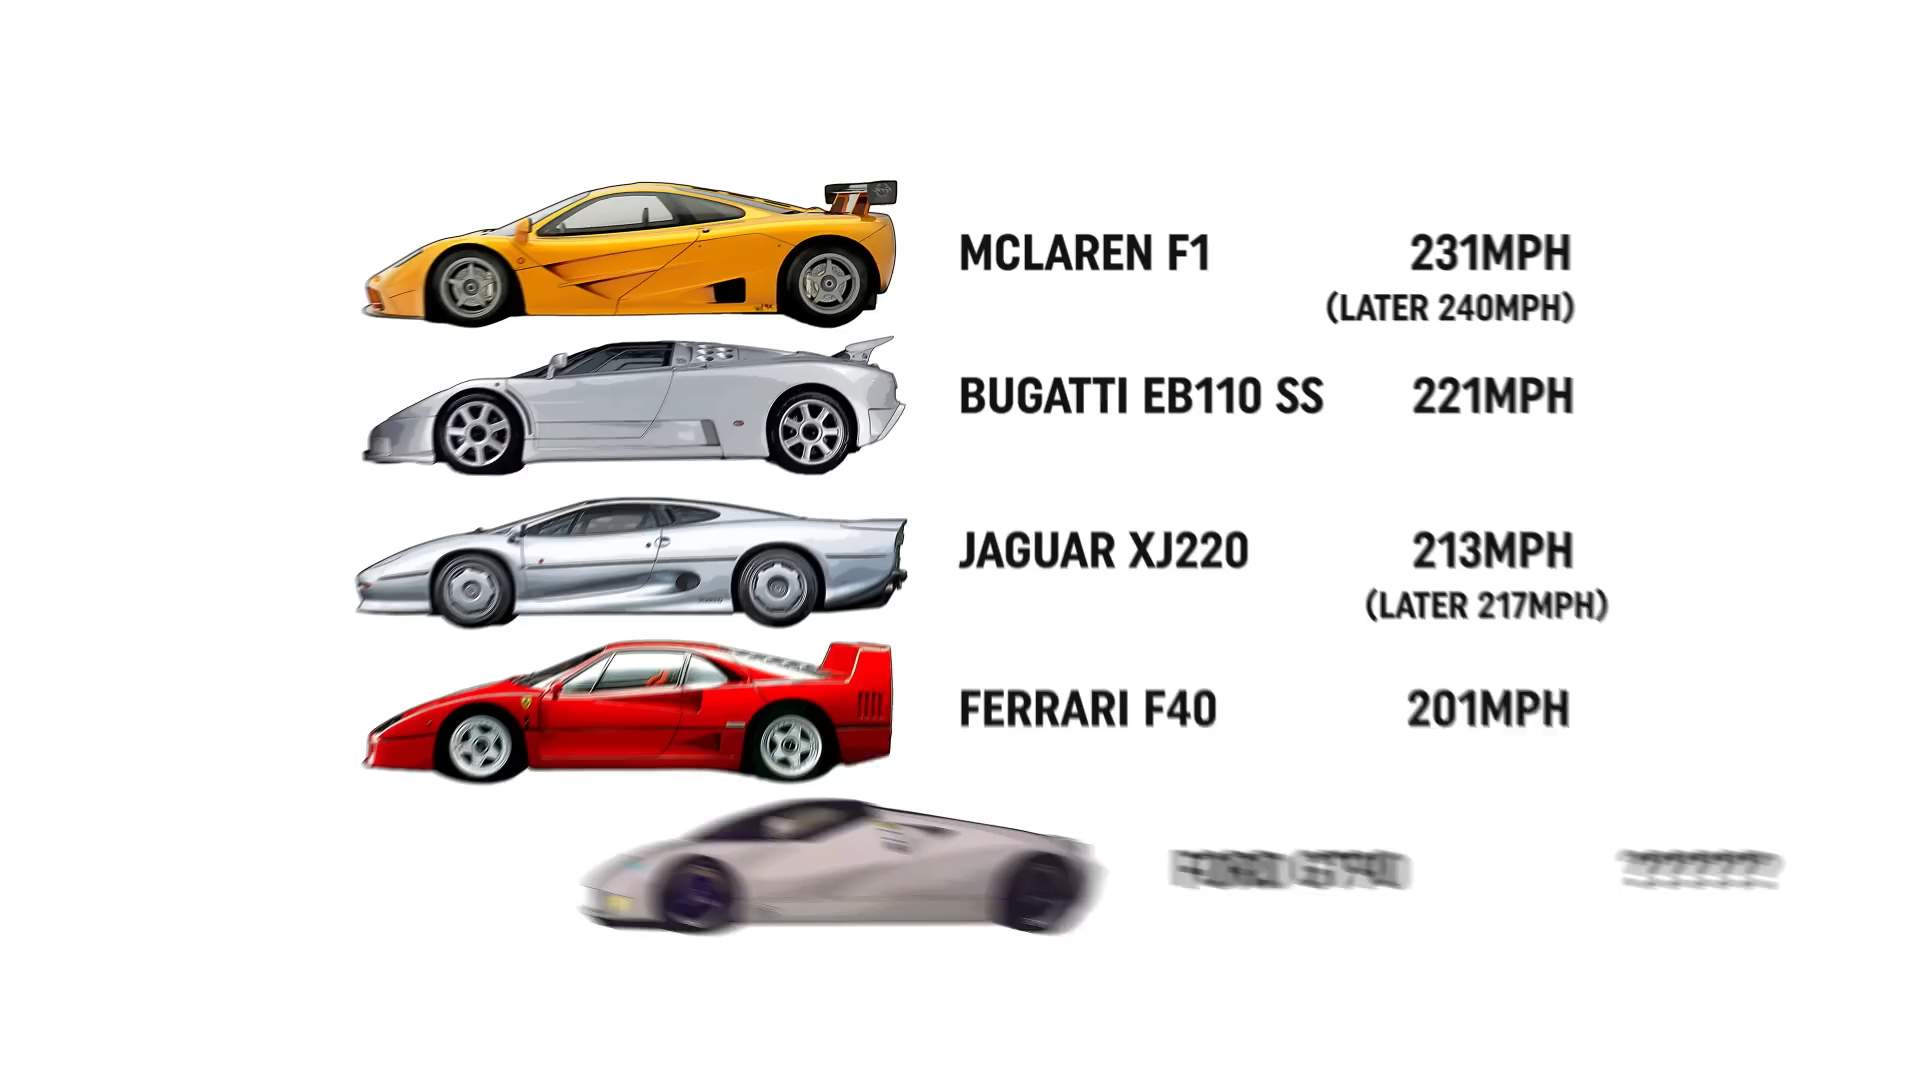 MCLAREN F1 231MPH
(LATER 240MPH)
BUGATTI EB110 SS 221MPH
JAGUAR XJ220 213MPH
(LATER 217MPH)
FERRARI F40 201MPH